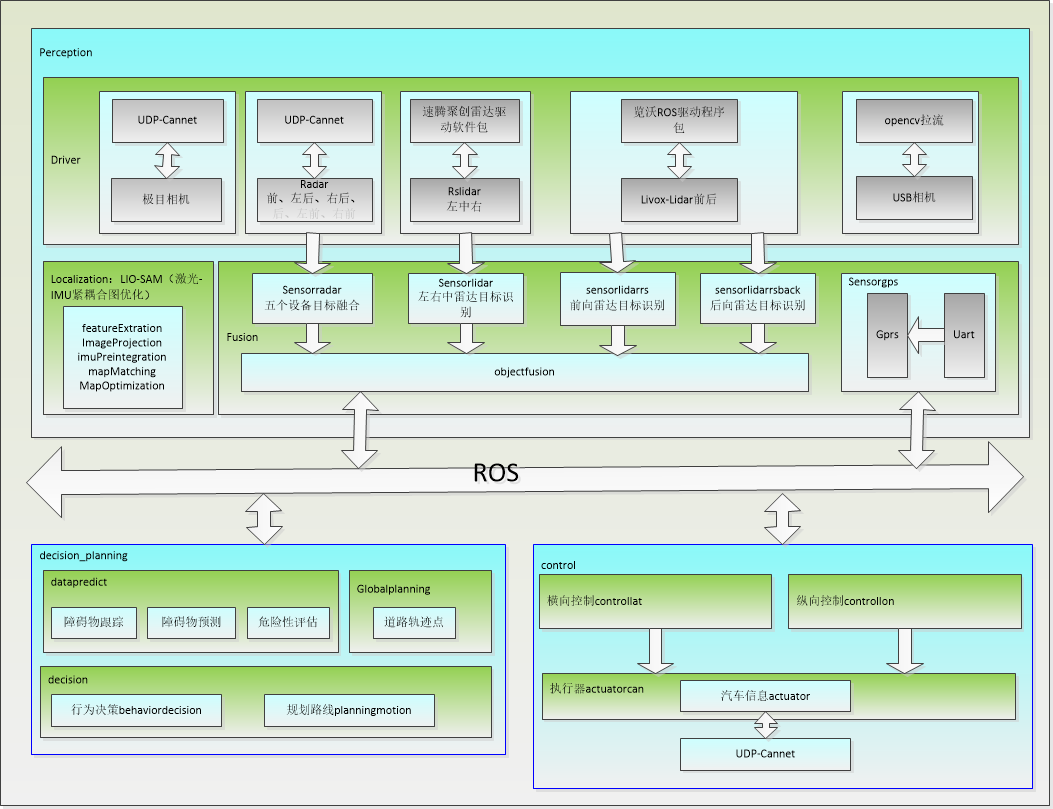 Perception
Driver
UDP-Cannet
极目相机
UDP-Cannet
Radar
前、左后、右后、
后、左前、右前
速腾聚创雷达驱
动软件包
Rslidar
左中右
览沃ROS驱动程序
包
Livox-Lidar前后
opencv拉流
USB相机
Localization：LIO-SAM（激光-
IMU紧耦合图优化）
featureExtration
ImageProjection
imuPreintegration
mapMatching
MapOptimization
Fusion
Sensorradar
五个设备目标融合
Sensorlidar
左右中雷达目标识
别
sensorlidarrs
前向雷达目标识别
sensorlidarrsback
后向雷达目标识别
objectfusion
Sensorgps
Gprs
Uart
ROS
decision_planning
datapredict
障碍物跟踪
障碍物预测
危险性评估
Globalplanning
道路轨迹点
decision
行为决策behaviordecision
规划路线planningmotion
control
横向控制controllat
纵向控制controllon
执行器actuatorcan
汽车信息actuator
UDP-Cannet